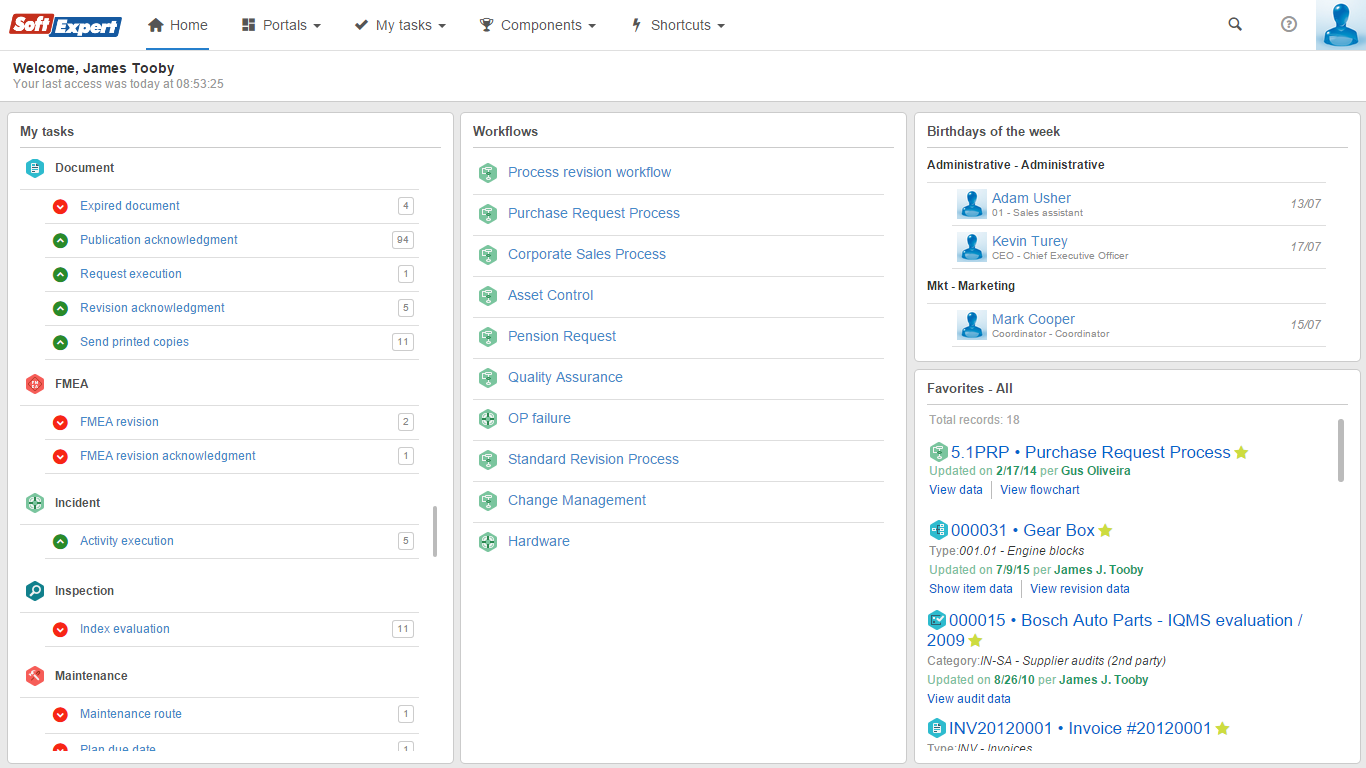 Soft Expert
Home
Portals
My tasks
Components
Shortcuts
Welcome, James Tooby
Your last access was today at 08:53:25
My tasks
Document
Expired document 4
Publication acknowledgment 94
Request execution 1
Revision acknowledgment 5
Send printed copies 11
FMEA
FMEA revision 2
FMEA revision acknowledgment 1
Incident
Activity execution 5
Inspection
Index evaluation 11
Maintenance
Maintenance route 1
Plan due date 1
Workflows
Process revision workflow
Purchase Request Process
Corporate Sales Process
Asset Control
Pension Request
Quality Assurance
OP failure
Standard Revision Process
Change Management
Hardware
Birthdays of the week
Administrative - Administrative
Adam Usher 13/07
01 - Sales assistant
Kevin Turey 17/07
CEO - Chief Executive Officer
Mkt - Marketing
Mark Cooper 15/07
Coordinator - Coordinator
Favorites - All
Total records: 18
5.1PRP • Purchase Request Process
Updated on 2/17/14 per Gus Oliveira
View data | View flowchart
000031 • Gear Box
Type:001.01 - Engine blocks
Updated on 7/9/15 per James J. Tooby
Show item data | View revision data
000015 • Bosch Auto Parts - IQMS evaluation /
2009
Category:IN-SA - Supplier audits (2nd party)
Updated on 8/26/10 per James J. Tooby
View audit data
INV20120001 • Invoice #20120001
Type:INV - Invoices